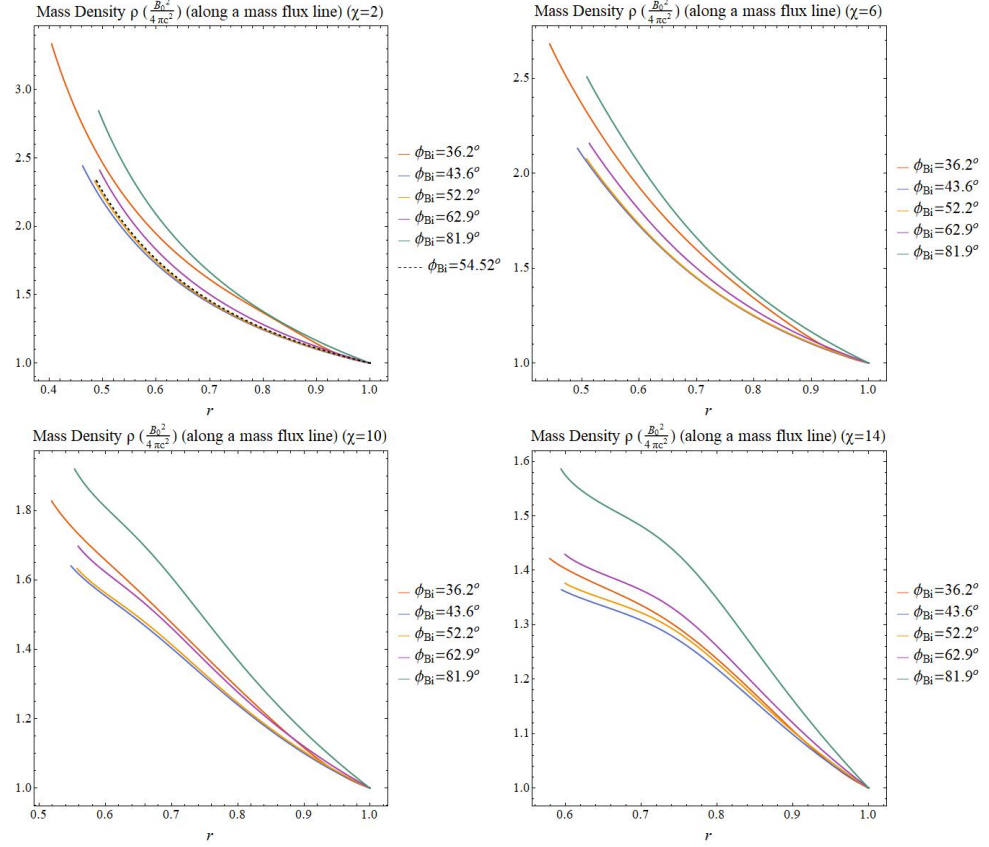 Mass Density ρ (B₀²/4 πc²) (along a mass flux line) (χ=2)
3.0
2.5
2.0
1.5
1.0
0.4 0.5 0.6 0.7 0.8 0.9 1.0
r
ϕBi=36.2°
ϕBi=43.6°
ϕBi=52.2°
ϕBi=62.9°
ϕBi=81.9°
ϕBi=54.52°
Mass Density ρ (B₀²/4 πc²) (along a mass flux line) (χ=6)
2.5
2.0
1.5
1.0
0.5 0.6 0.7 0.8 0.9 1.0
r
ϕBi=36.2°
ϕBi=43.6°
ϕBi=52.2°
ϕBi=62.9°
ϕBi=81.9°
Mass Density ρ (B₀²/4 πc²) (along a mass flux line) (χ=10)
1.8
1.6
1.4
1.2
1.0
0.5 0.6 0.7 0.8 0.9 1.0
r
ϕBi=36.2°
ϕBi=43.6°
ϕBi=52.2°
ϕBi=62.9°
ϕBi=81.9°
Mass Density ρ (B₀²/4 πc²) (along a mass flux line) (χ=14)
1.6
1.5
1.4
1.3
1.2
1.1
1.0
0.6 0.7 0.8 0.9 1.0
r
ϕBi=36.2°
ϕBi=43.6°
ϕBi=52.2°
ϕBi=62.9°
ϕBi=81.9°